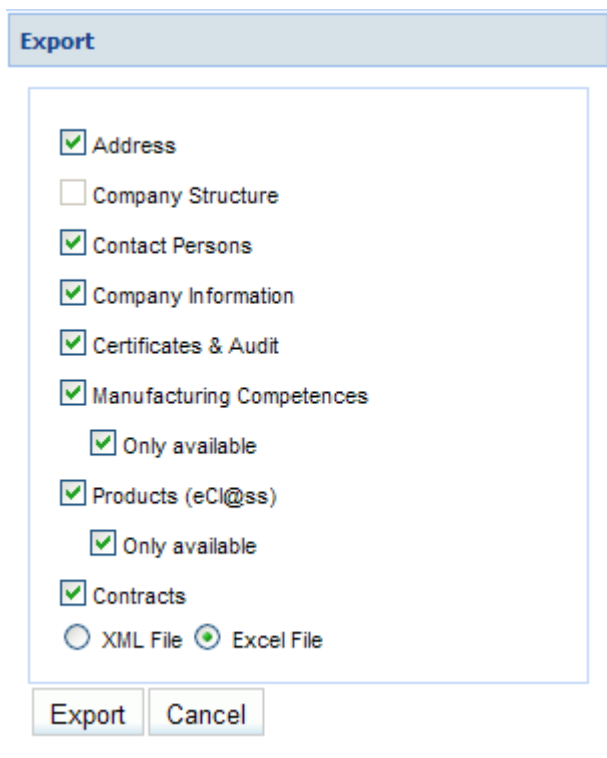 Export
Address
Company Structure
Contact Persons
Company Information
Certificates & Audit
Manufacturing Competences
Only available
Products (eCl@ss)
Only available
Contracts
XML File Excel File
Export Cancel